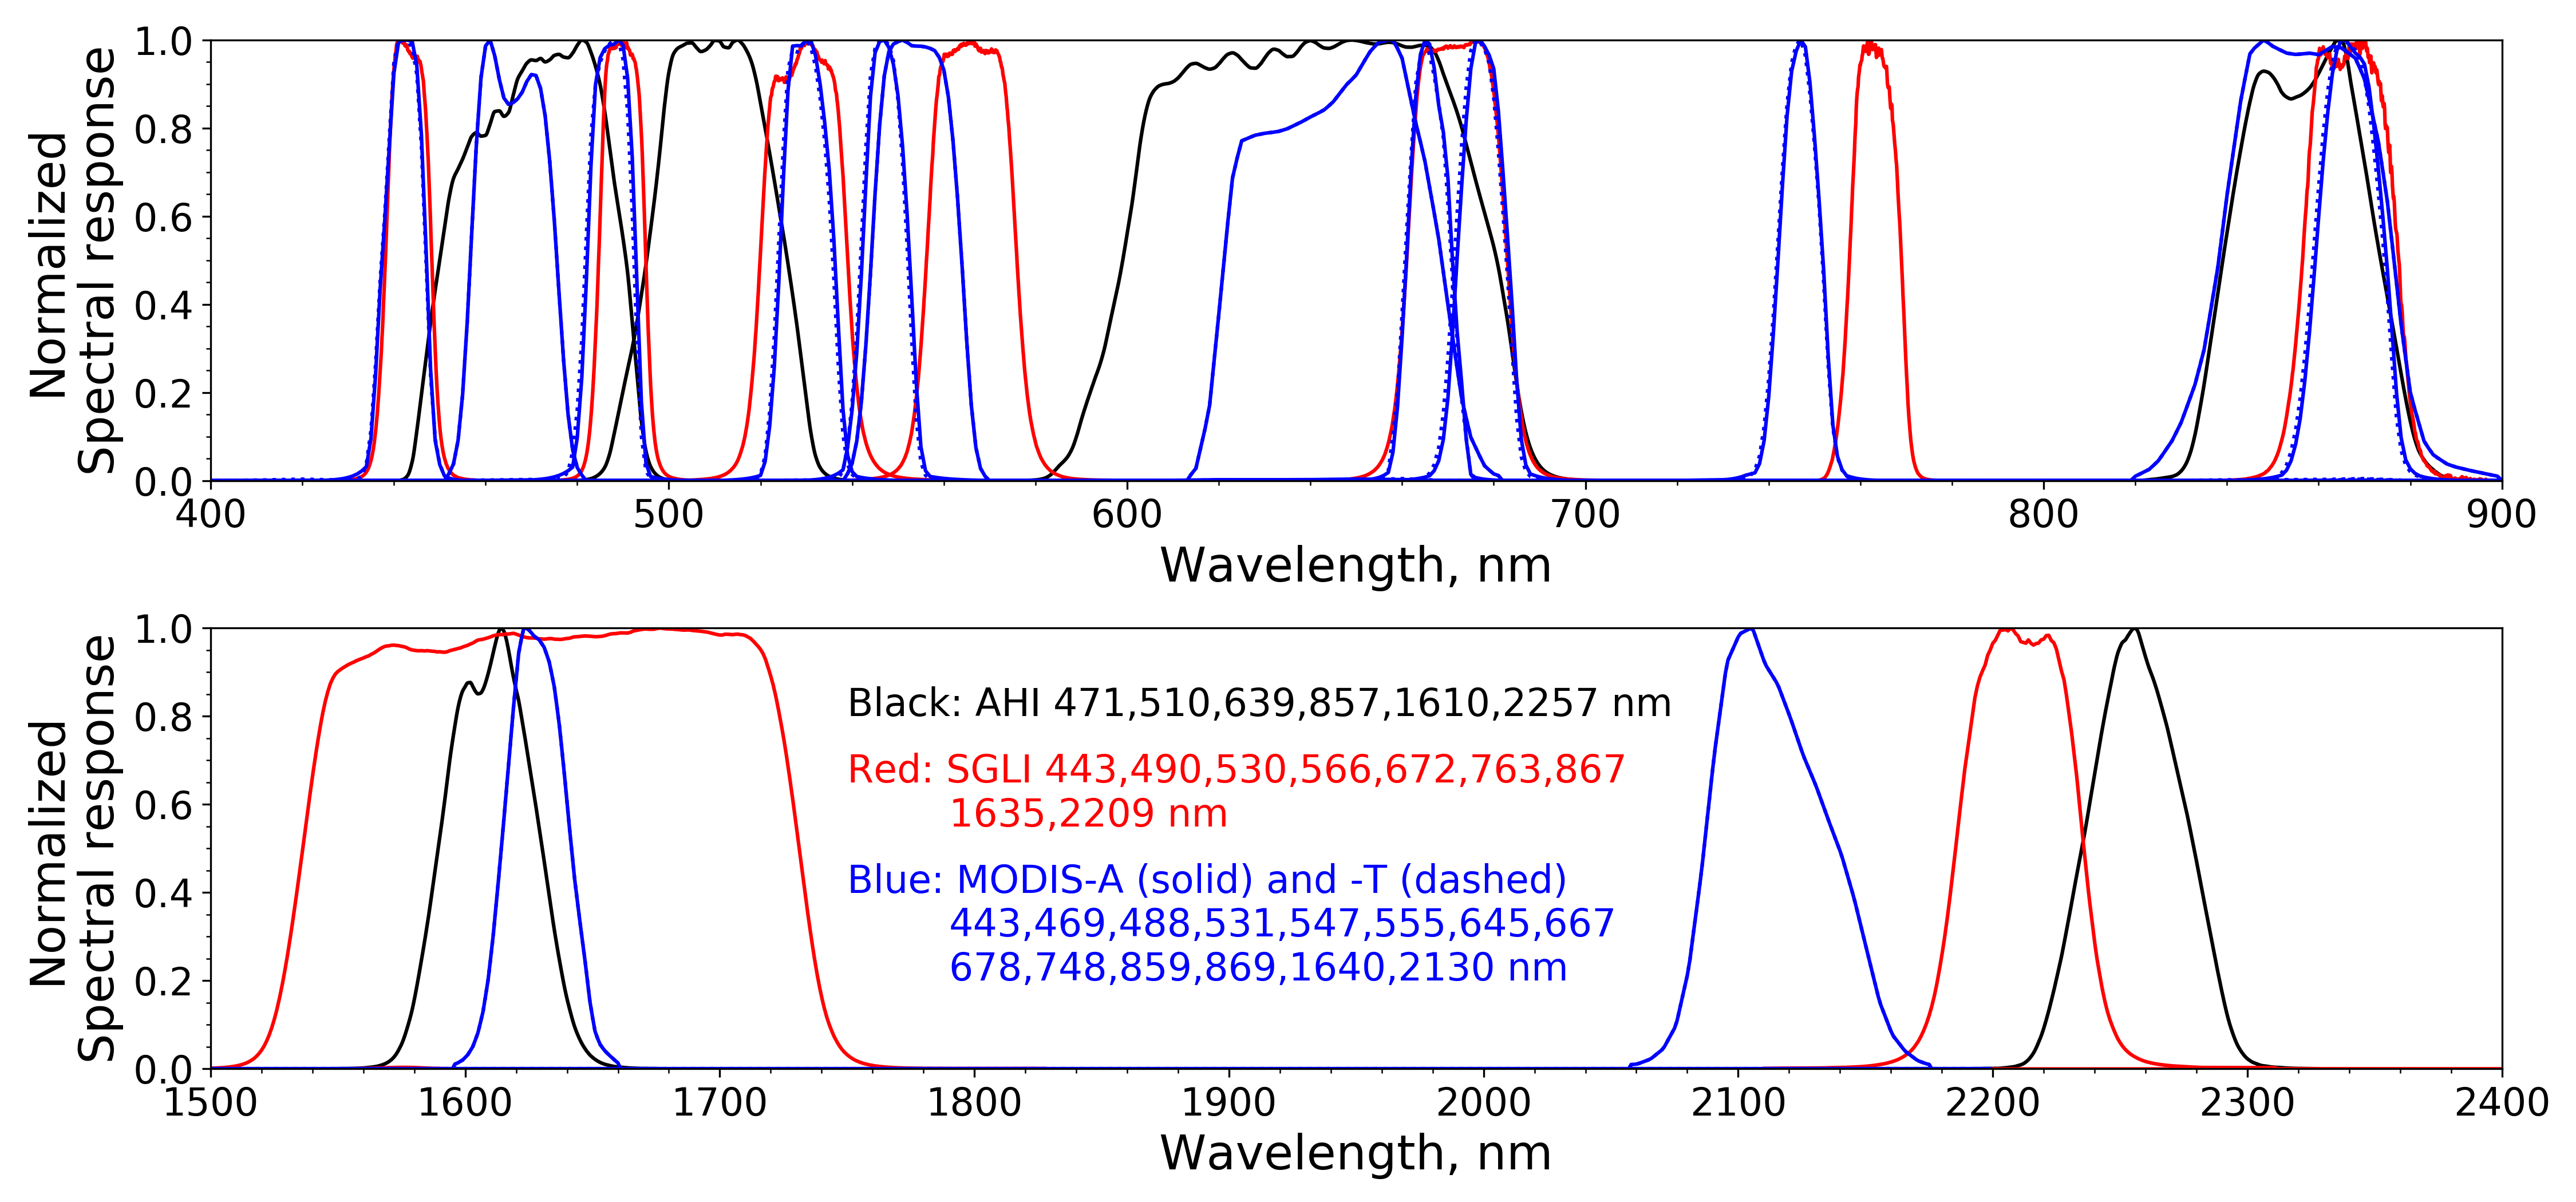 Normalized
Spectral response
1.0
0.8
0.6
0.4
0.2
0.0
400 500 600 700 800 900
Wavelength, nm
Normalized
Spectral response
1.0
0.8
0.6
0.4
0.2
0.0
Black: AHI 471,510,639,857,1610,2257 nm
Red: SGLI 443,490,530,566,672,763,867
1635,2209 nm
Blue: MODIS-A (solid) and -T (dashed)
443,469,488,531,547,555,645,667
678,748,859,869,1640,2130 nm
1500 1600 1700 1800 1900 2000 2100 2200 2300 2400
Wavelength, nm